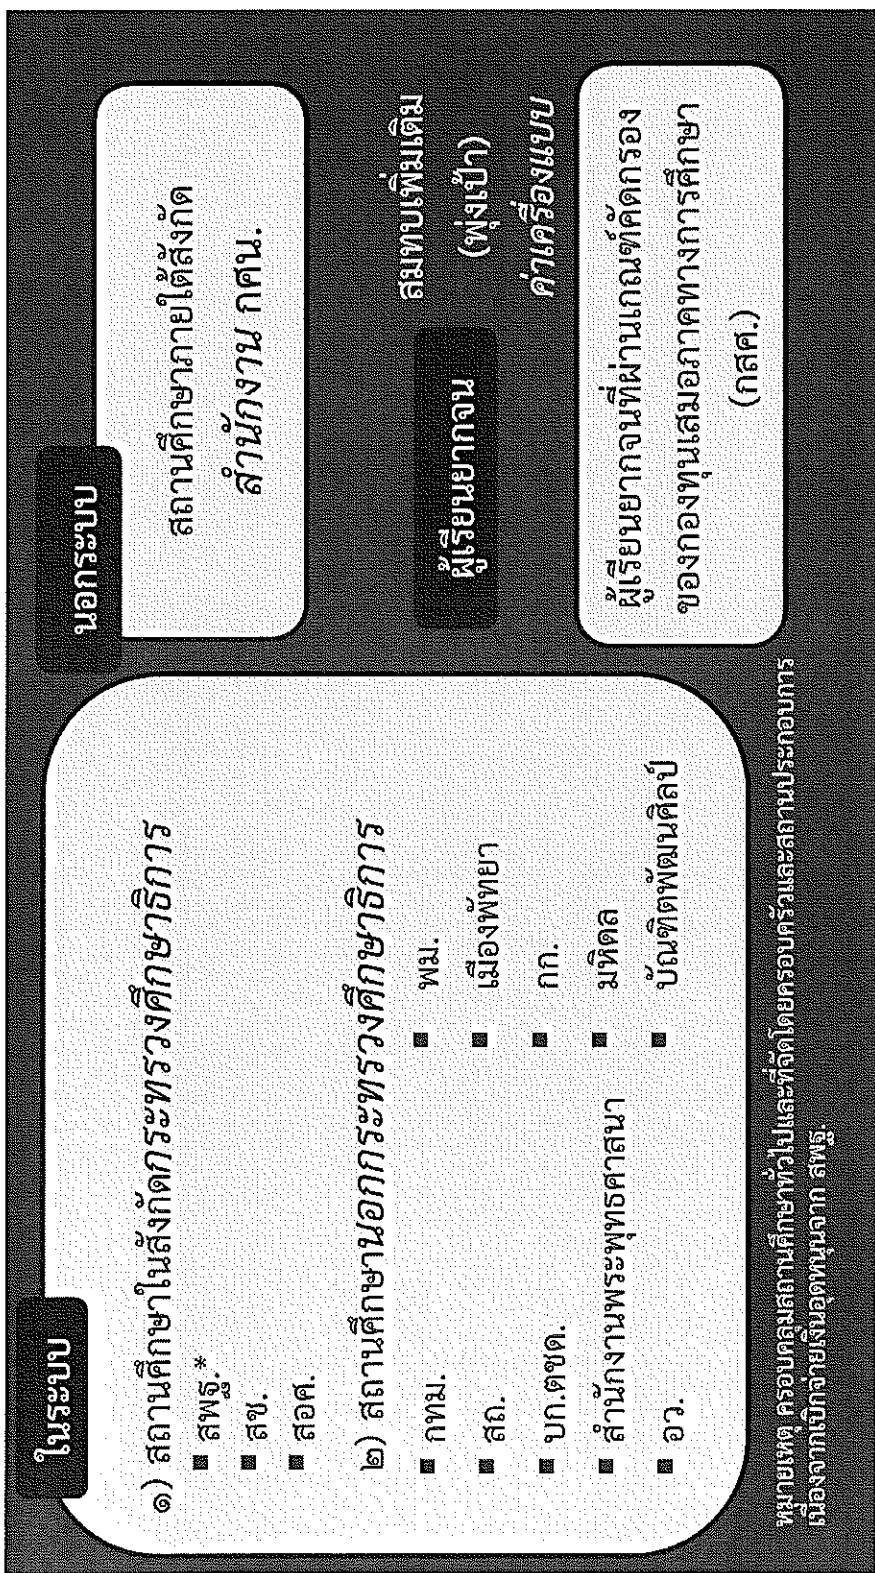 ในระบบ
๑) สถานศึกษาในสังกัดกระทรวงศึกษาธิการ
▪ สพฐ.*
▪ สช.
▪ สอศ.
๒) สถานศึกษานอกกระทรวงศึกษาธิการ
▪ กทม.
▪ สถ.
▪ บก.ตชด.
▪ สำนักงานพระพุทธศาสนา
▪ อว.
▪ พม.
▪ เมืองพัทยา
▪ กก.
▪ มหิดล
▪ บัณฑิตพัฒนศิลป์
นอกระบบ
สถานศึกษาภายใต้สังกัด
สำนักงาน กศน.
ผู้เรียนยากจน
สมทบเพิ่มเติม
(พุ่งเป้า)
ค่าเครื่องแบบ
ผู้เรียนยากจนที่ผ่านเกณฑ์คัดกรอง
ของกองทุนเสมอภาคทางการศึกษา
(กสศ.)
หมายเหตุ ครอบคลุมสถานศึกษาทั่วไปและที่จัดโดยครอบครัวและสถานประกอบการ
เนื่องจากเบิกจ่ายเงินอุดหนุนจาก สพฐ.